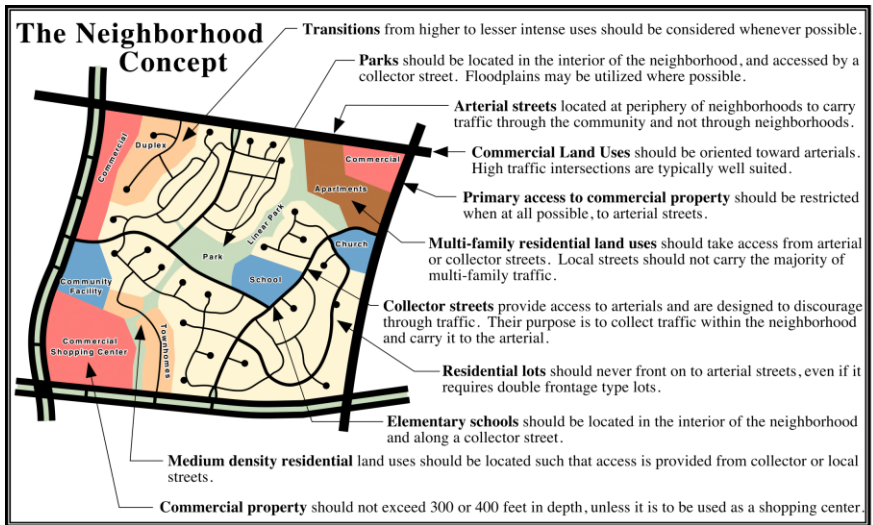 The Neighborhood
Concept
Transitions from higher to lesser intense uses should be considered whenever possible.
Parks should be located in the interior of the neighborhood, and accessed by a
collector street. Floodplains may be utilized where possible.
Arterial streets located at periphery of neighborhoods to carry
traffic through the community and not through neighborhoods.
Commercial Land Uses should be oriented toward arterials.
High traffic intersections are typically well suited.
Primary access to commercial property should be restricted
when at all possible, to arterial streets.
Multi-family residential land uses should take access from arterial
or collector streets. Local streets should not carry the majority of
multi-family traffic.
Collector streets provide access to arterials and are designed to discourage
through traffic. Their purpose is to collect traffic within the neighborhood
and carry it to the arterial.
Residential lots should never front on to arterial streets, even if it
requires double frontage type lots.
Elementary schools should be located in the interior of the neighborhood
and along a collector street.
Medium density residential land uses should be located such that access is provided from collector or local
streets.
Commercial property should not exceed 300 or 400 feet in depth, unless it is to be used as a shopping center.
Commercial
Duplex
Commercial
Apartments
Linear Park
Park
Church
School
Community
Facility
Townhomes
Commercial
Shopping Center